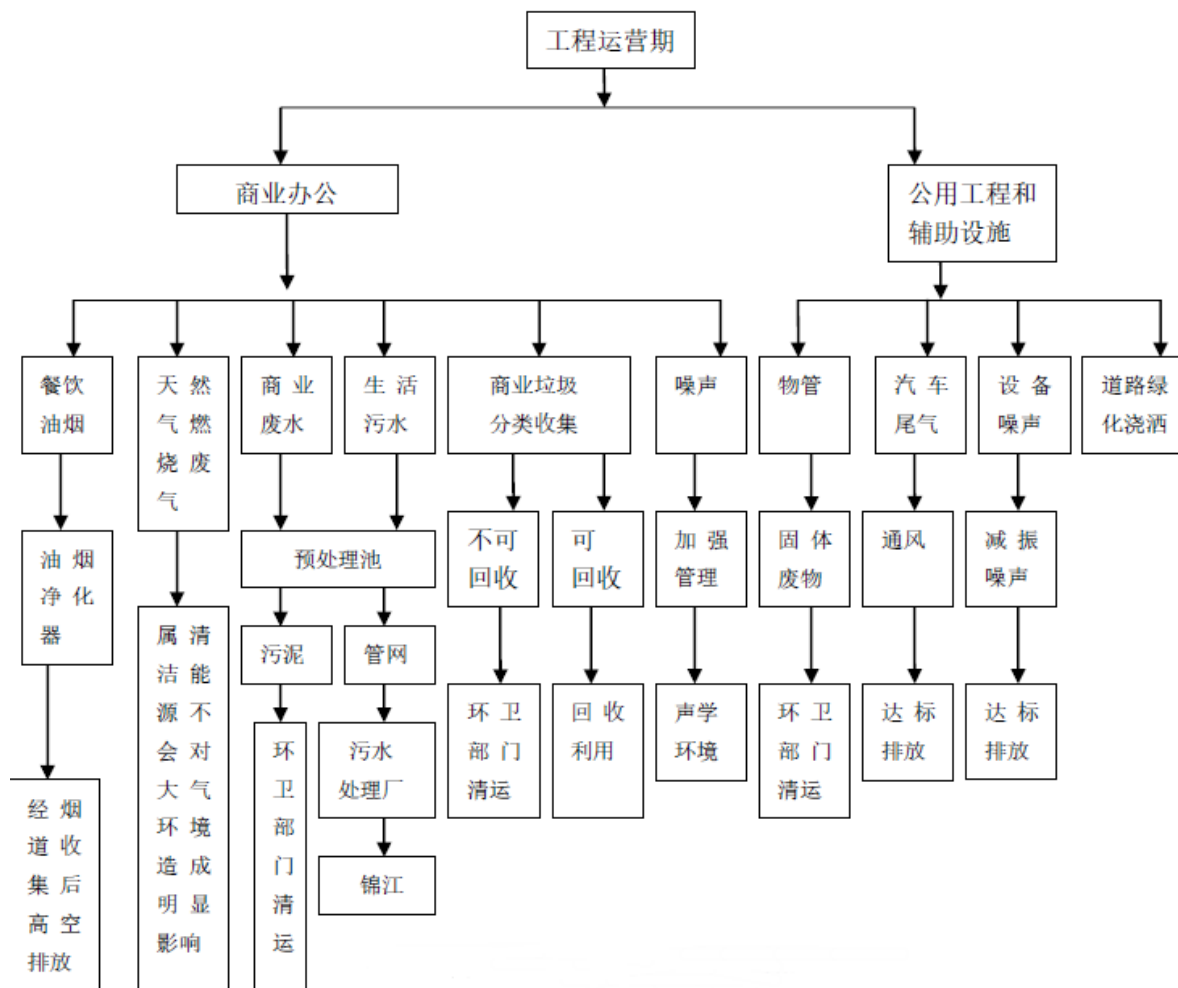 工程运营期
商业办公
公用工程和
辅助设施
餐饮
油烟
天然
气燃
烧废
气
商业
废水
生活
污水
商业垃圾
分类收集
噪声
物管
汽车
尾气
设备
噪声
道路绿
化浇洒
油烟
净化
器
预处理池
不可
回收
可
回收
加强
管理
固体
废物
通风
减振
噪声
属清
洁能
源不
会对
大气
环境
造成
明显
影响
污泥
管网
环卫
部门
清运
回收
利用
声学
环境
环卫
部门
清运
达标
排放
达标
排放
经烟
道收
集后
高空
排放
环
卫
部
门
清
运
污水
处理厂
锦江